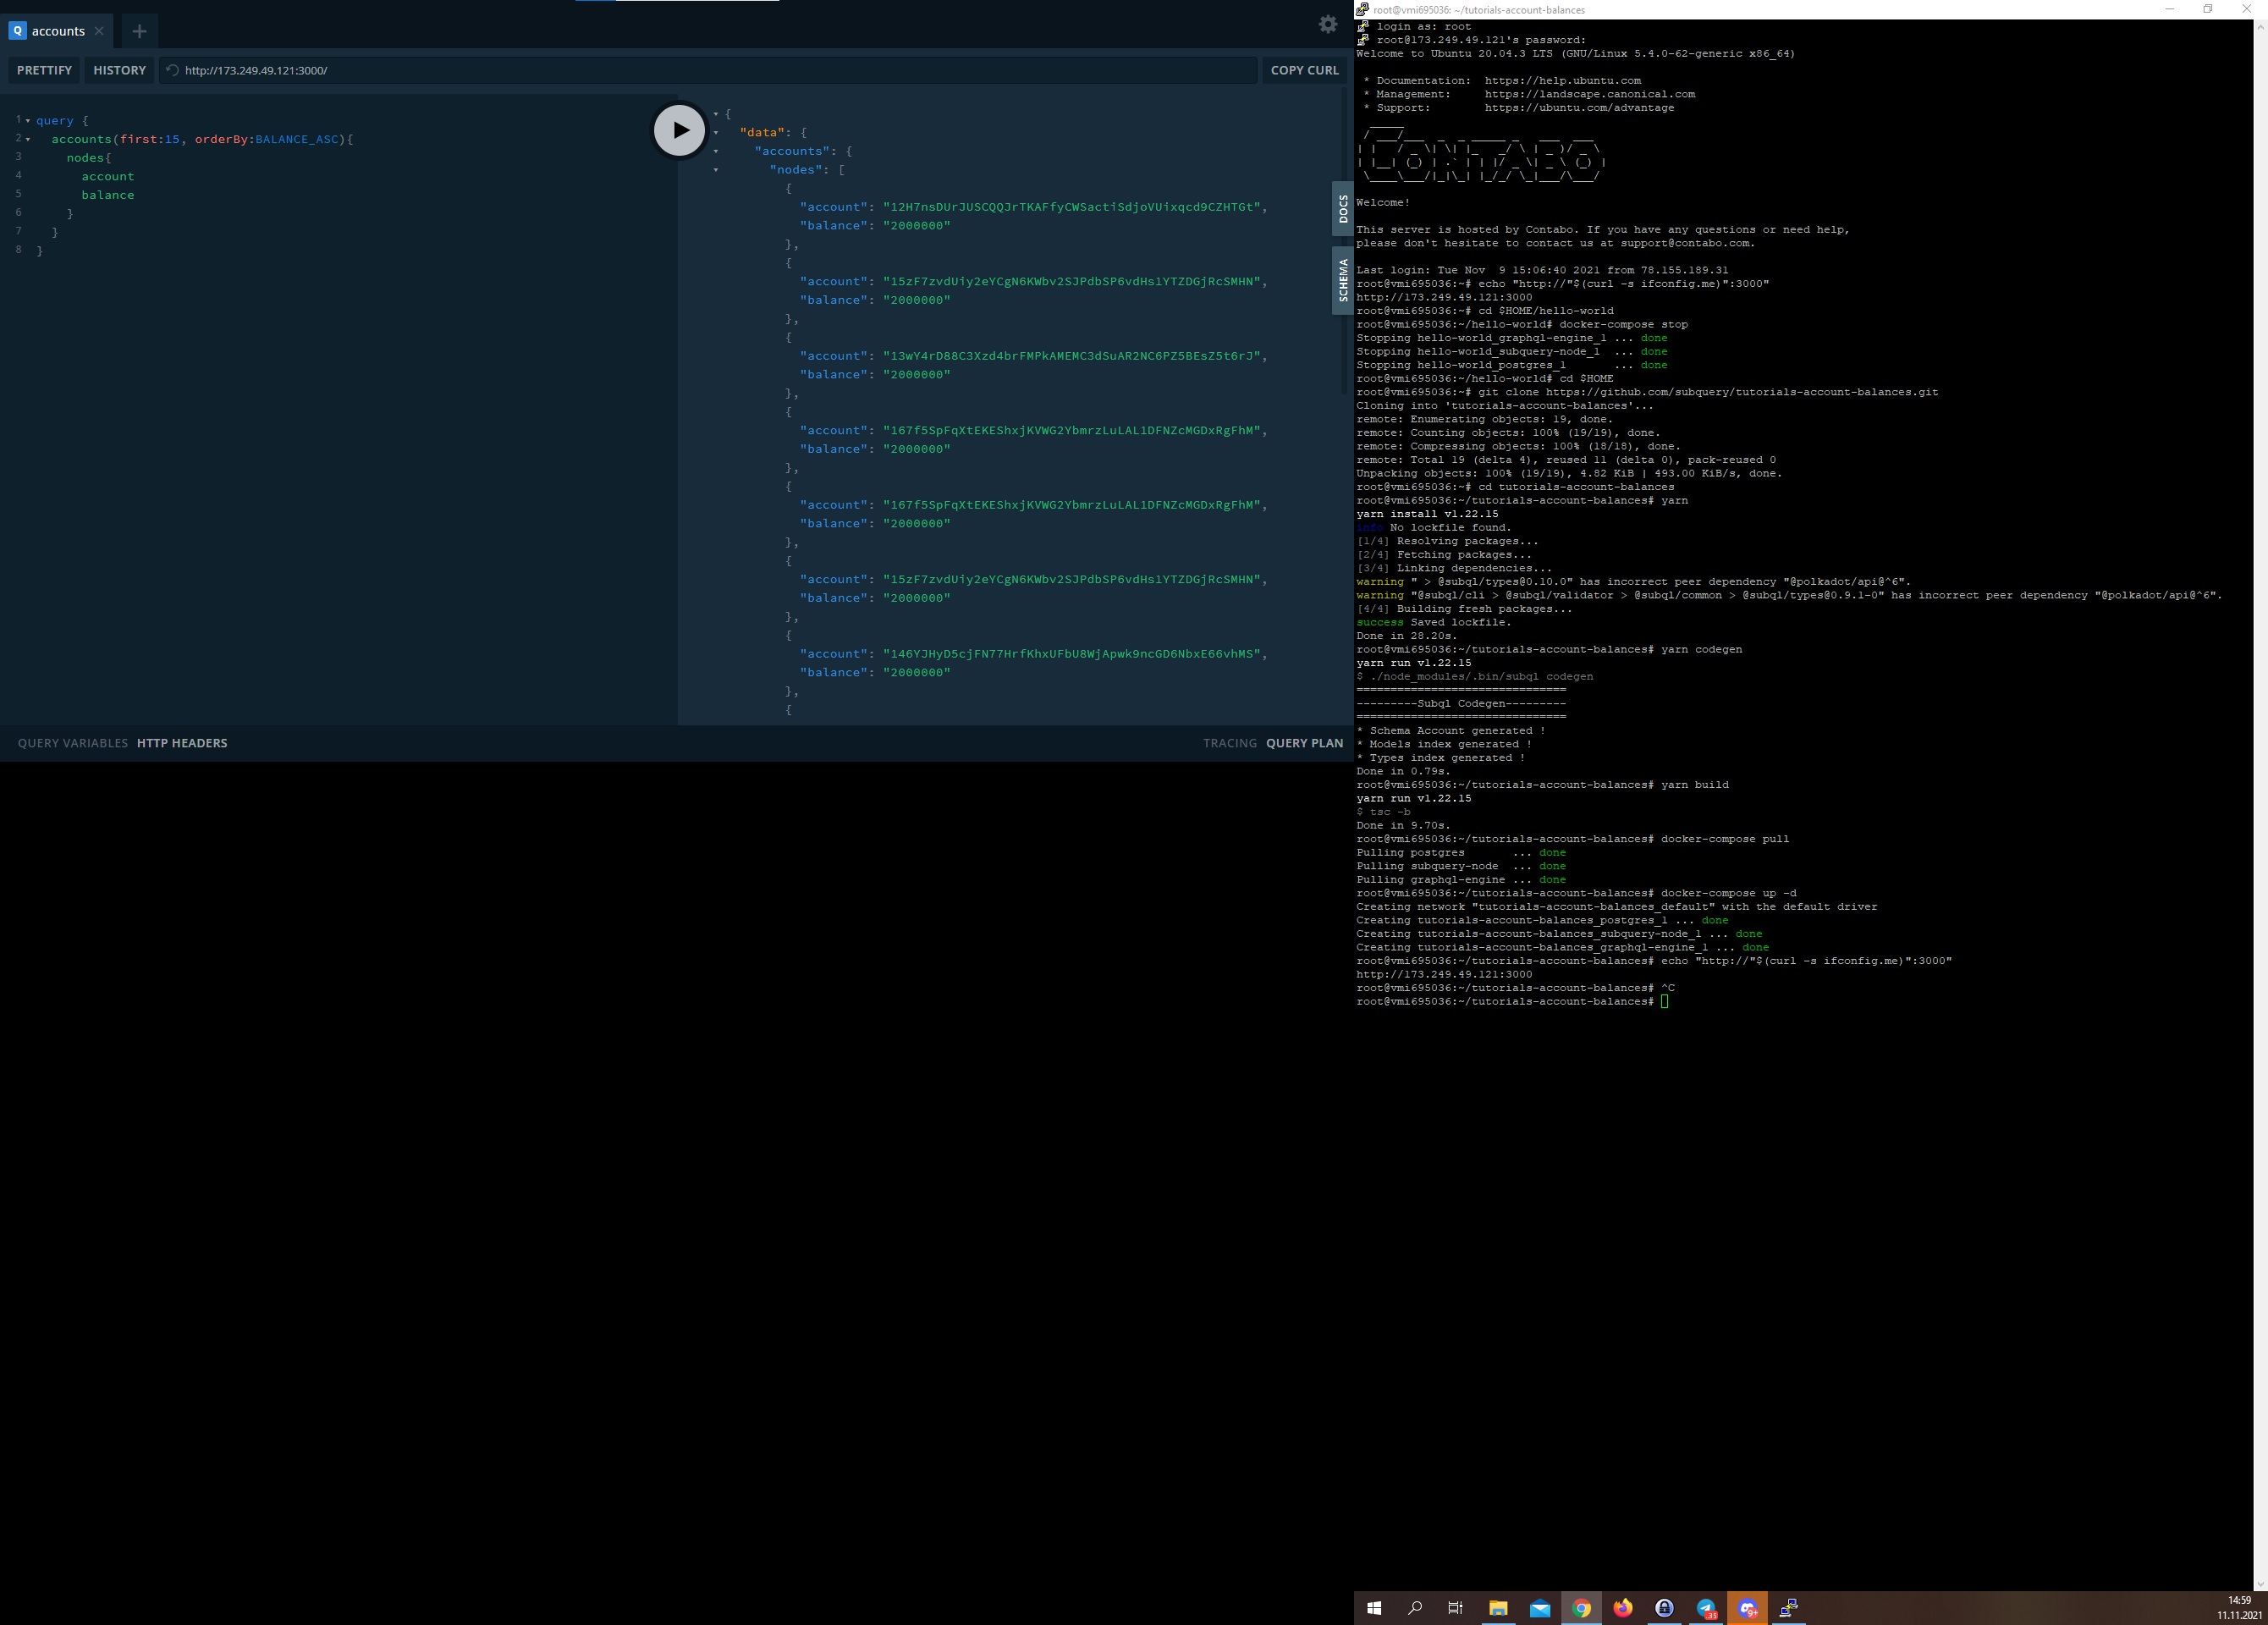 accounts
PRETTIFY HISTORY http://173.249.49.121:3000/ COPY CURL
1 query {
2 accounts(first:15, orderBy:BALANCE_ASC){
3 nodes{
4 account
5 balance
6 }
7 }
8 }
{
"data": {
"accounts": {
"nodes": [
{
"account": "12H7nsDUrJUSCQQJrTKAFfyCWSactiSdjoVUixqcd9CZHTGt",
"balance": "2000000"
},
{
"account": "15zF7zvdUiy2eYCgN6KWbv2SJPdbSP6vdHs1YTZDGjRcSMHN",
"balance": "2000000"
},
{
"account": "13wY4rD88C3Xzd4brFMPkAMEMC3dSuAR2NC6PZ5BEsZ5t6rJ",
"balance": "2000000"
},
{
"account": "167f5SpFqXtEKEShxjKVWG2YbmrzLuLAL1DFNZcMGDxRgFhM",
"balance": "2000000"
},
{
"account": "167f5SpFqXtEKEShxjKVWG2YbmrzLuLAL1DFNZcMGDxRgFhM",
"balance": "2000000"
},
{
"account": "15zF7zvdUiy2eYCgN6KWbv2SJPdbSP6vdHs1YTZDGjRcSMHN",
"balance": "2000000"
},
{
"account": "146YJHyD5cjFN77HrfKhxUFbU8WjApwk9ncGD6NbxE66vhMS",
"balance": "2000000"
},
{
DOCS
SCHEMA
QUERY VARIABLES HTTP HEADERS
TRACING QUERY PLAN
root@vmi695036: ~/tutorials-account-balances
login as: root
root@173.249.49.121's password:
Welcome to Ubuntu 20.04.3 LTS (GNU/Linux 5.4.0-62-generic x86_64)
* Documentation: https://help.ubuntu.com
* Management: https://landscape.canonical.com
* Support: https://ubuntu.com/advantage
CONTABO
Welcome!
This server is hosted by Contabo. If you have any questions or need help,
please don't hesitate to contact us at support@contabo.com.
Last login: Tue Nov 9 15:06:40 2021 from 78.155.189.31
root@vmi695036:~# echo "http://"$(curl -s ifconfig.me)":3000"
http://173.249.49.121:3000
root@vmi695036:~# cd $HOME/hello-world
root@vmi695036:~/hello-world# docker-compose stop
Stopping hello-world_graphql-engine_1 ... done
Stopping hello-world_subquery-node_1 ... done
Stopping hello-world_postgres_1 ... done
root@vmi695036:~/hello-world# cd $HOME
root@vmi695036:~# git clone https://github.com/subquery/tutorials-account-balances.git
Cloning into 'tutorials-account-balances'...
remote: Enumerating objects: 19, done.
remote: Counting objects: 100% (19/19), done.
remote: Compressing objects: 100% (18/18), done.
remote: Total 19 (delta 4), reused 11 (delta 0), pack-reused 0
Unpacking objects: 100% (19/19), 4.82 KiB | 493.00 KiB/s, done.
root@vmi695036:~# cd tutorials-account-balances
root@vmi695036:~/tutorials-account-balances# yarn
yarn install v1.22.15
info No lockfile found.
[1/4] Resolving packages...
[2/4] Fetching packages...
[3/4] Linking dependencies...
warning " > @subql/types@0.10.0" has incorrect peer dependency "@polkadot/api@^6".
warning "@subql/cli > @subql/validator > @subql/common > @subql/types@0.9.1-0" has incorrect peer dependency "@polkadot/api@^6".
[4/4] Building fresh packages...
success Saved lockfile.
Done in 28.20s.
root@vmi695036:~/tutorials-account-balances# yarn codegen
yarn run v1.22.15
$ ./node_modules/.bin/subql codegen
===============================
---------Subql Codegen---------
===============================
* Schema Account generated !
* Models index generated !
* Types index generated !
Done in 0.79s.
root@vmi695036:~/tutorials-account-balances# yarn build
yarn run v1.22.15
$ tsc -b
Done in 9.70s.
root@vmi695036:~/tutorials-account-balances# docker-compose pull
Pulling postgres ... done
Pulling subquery-node ... done
Pulling graphql-engine ... done
root@vmi695036:~/tutorials-account-balances# docker-compose up -d
Creating network "tutorials-account-balances_default" with the default driver
Creating tutorials-account-balances_postgres_1 ... done
Creating tutorials-account-balances_subquery-node_1 ... done
Creating tutorials-account-balances_graphql-engine_1 ... done
root@vmi695036:~/tutorials-account-balances# echo "http://"$(curl -s ifconfig.me)":3000"
http://173.249.49.121:3000
root@vmi695036:~/tutorials-account-balances# ^C
root@vmi695036:~/tutorials-account-balances#
35
9+
14:59
11.11.2021